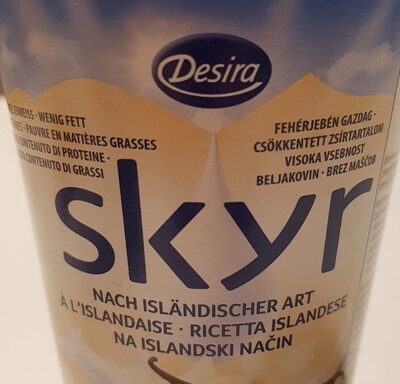 Desira
EIWEISS · WENIG FETT
PAUVRE EN MATIÈRES GRASSES
CONTENUTO DI PROTEINE ·
CONTENUTO DI GRASSI
FEHÉRJEBÉN GAZDAG ·
CSÖKKENTETT ZSÍRTARTALOM
VISOKA VSEBNOST
BELJAKOVIN · BREZ MAŠČOB
skyr
NACH ISLÄNDISCHER ART
À L'ISLANDAISE · RICETTA ISLANDESE
NA ISLANDSKI NAČIN